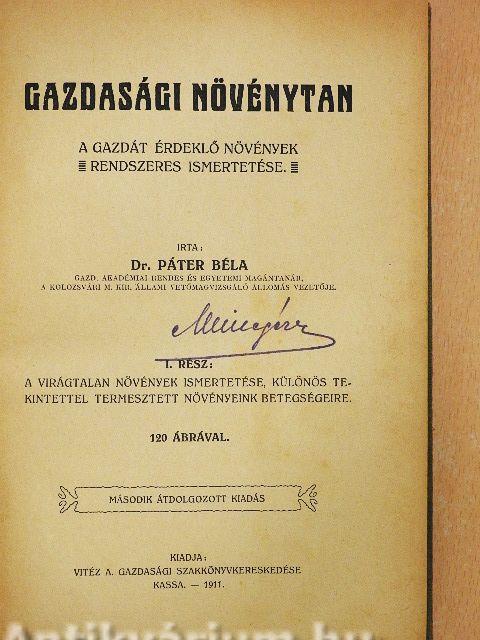 GAZDASÁGI NÖVÉNYTAN
A GAZDÁT ÉRDEKLŐ NÖVÉNYEK
RENDSZERES ISMERTETÉSE.
IRTA:
Dr. PÁTER BÉLA
GAZD. AKADÉMIAI RENDES ÉS EGYETEMI MAGÁNTANÁR,
A KOLOZSVÁRI M. KIR. ÁLLAMI VETŐMAGVIZSGÁLÓ ÁLLOMÁS VEZETŐJE.
I. RÉSZ:
A VIRÁGTALAN NÖVÉNYEK ISMERTETÉSE, KÜLÖNÖS TE-
KINTETTEL TERMESZTETT NÖVÉNYEINK BETEGSÉGEIRE.
120 ÁBRÁVAL.
MÁSODIK ÁTDOLGOZOTT KIADÁS
KIADJA:
VITÉZ A. GAZDASÁGI SZAKKÖNYVKERESKEDÉSE
KASSA. — 1911.
Antikvárium.hu